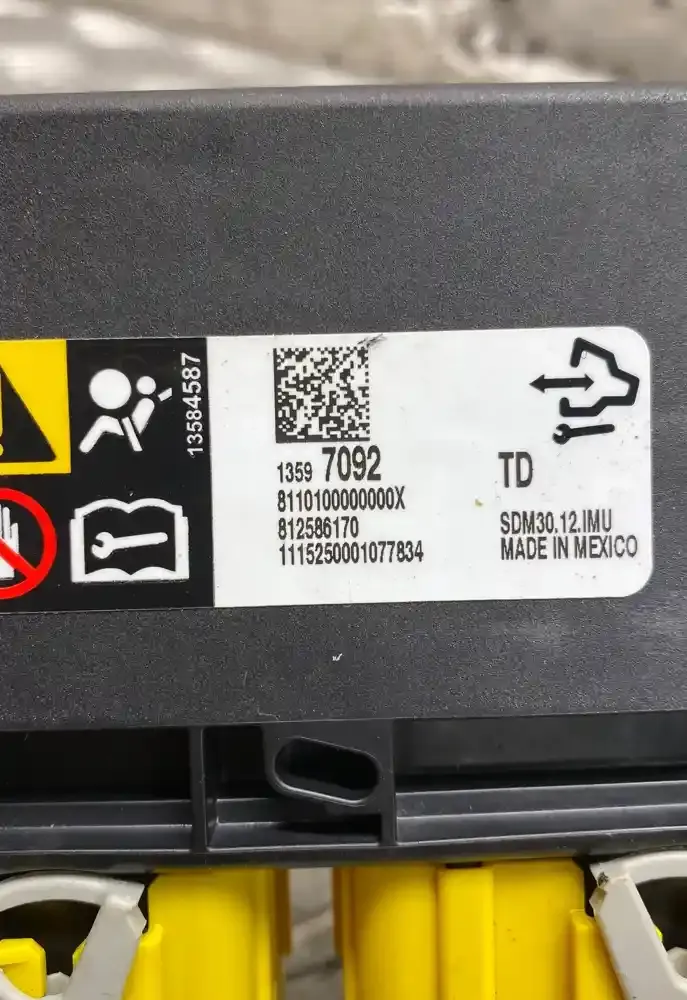 13584587
1359 7092
8110100000000X
812586170
1115250001077834
TD
SDM30.12.IMU
MADE IN MEXICO